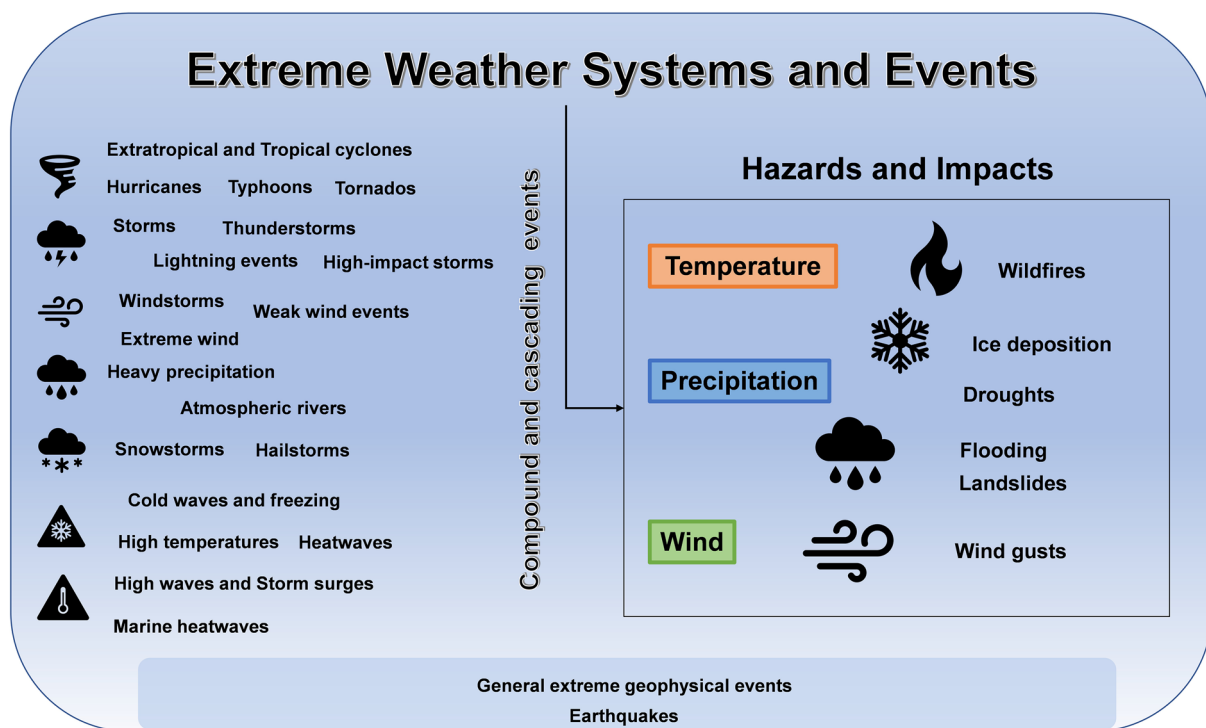 Extreme Weather Systems and Events
Extratropical and Tropical cyclones
Hurricanes Typhoons Tornados
Storms Thunderstorms
Lightning events High-impact storms
Windstorms Weak wind events
Extreme wind
Heavy precipitation
Atmospheric rivers
Snowstorms Hailstorms
Cold waves and freezing
High temperatures Heatwaves
High waves and Storm surges
Marine heatwaves
Compound and cascading events
Hazards and Impacts
Temperature
Wildfires
Ice deposition
Precipitation
Droughts
Flooding
Landslides
Wind
Wind gusts
General extreme geophysical events
Earthquakes